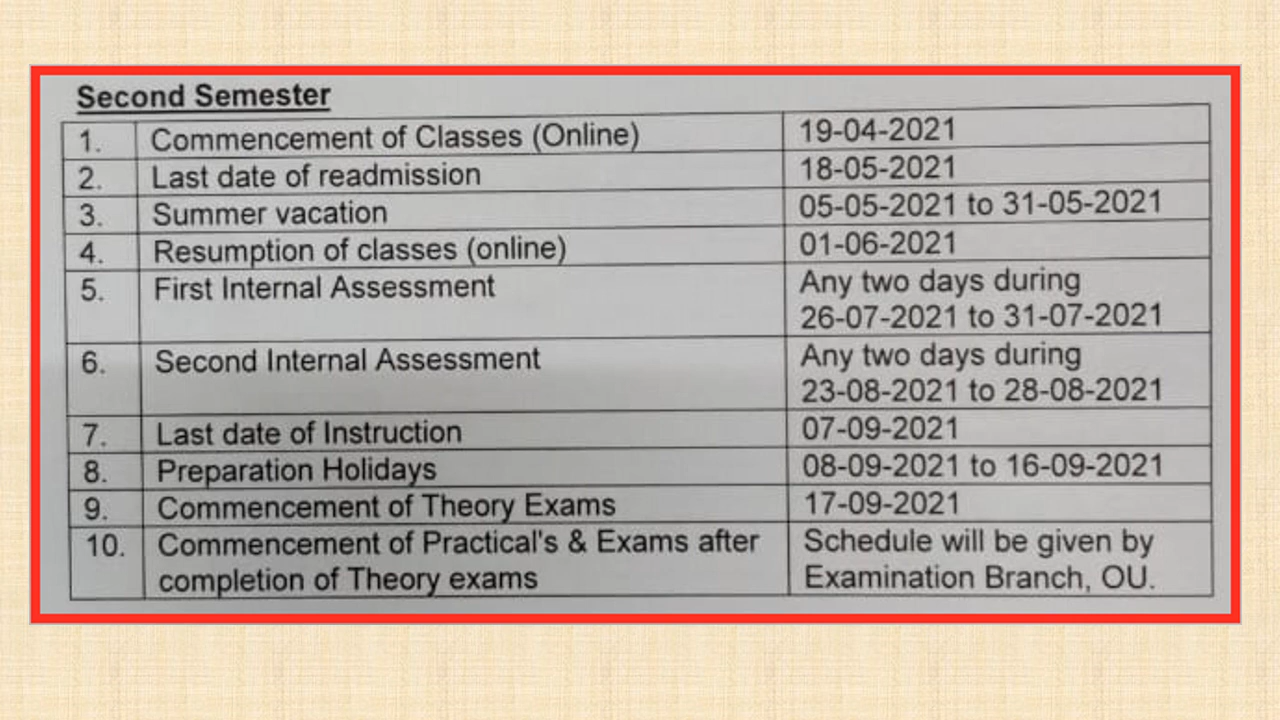 Second Semester
1. Commencement of Classes (Online) 19-04-2021
2. Last date of readmission 18-05-2021
3. Summer vacation 05-05-2021 to 31-05-2021
4. Resumption of classes (online) 01-06-2021
5. First Internal Assessment Any two days during
26-07-2021 to 31-07-2021
6. Second Internal Assessment Any two days during
23-08-2021 to 28-08-2021
7. Last date of Instruction 07-09-2021
8. Preparation Holidays 08-09-2021 to 16-09-2021
9. Commencement of Theory Exams 17-09-2021
10. Commencement of Practical's & Exams after Schedule will be given by
completion of Theory exams Examination Branch, OU.